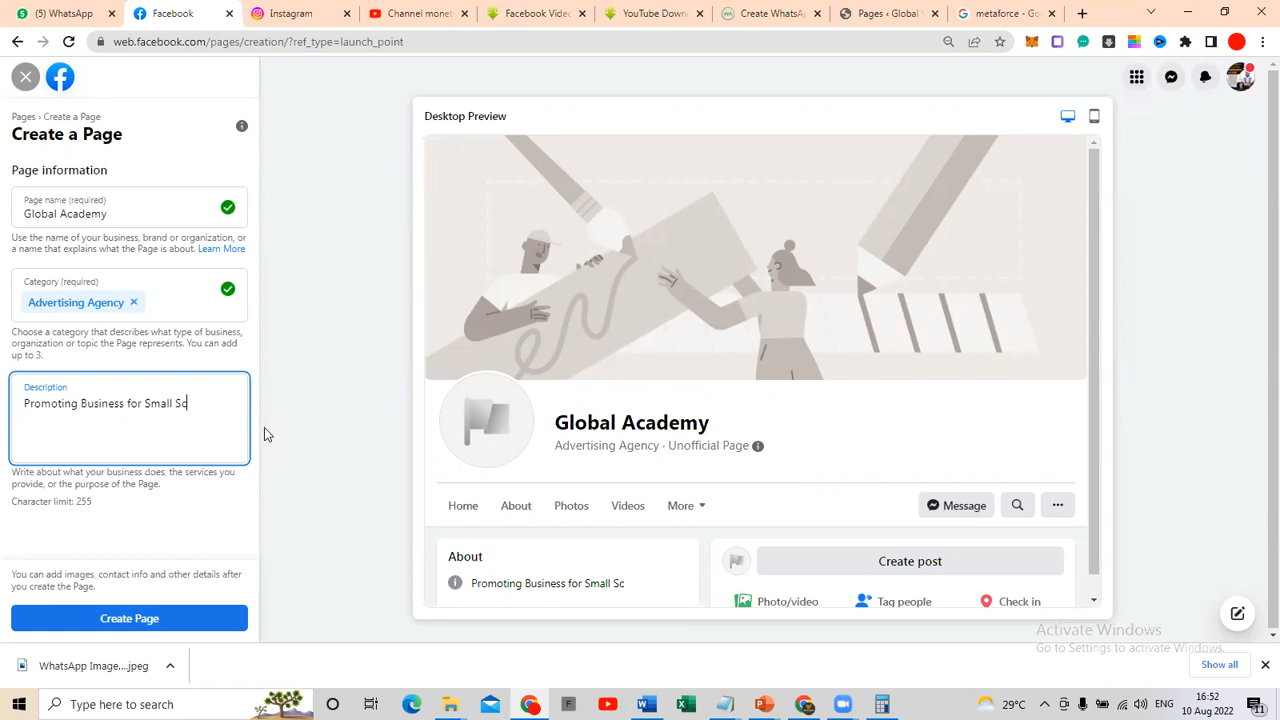 (5) WhatsApp
Facebook
Instagram
Channel monet
Facebook Vide
YouTube Down
Create WhatsA
Pages ‹ Global
metaforce - Go
web.facebook.com/pages/creation/?ref_type=launch_point
Pages › Create a Page
Create a Page
Page information
Page name (required)
Global Academy
Use the name of your business, brand or organization, or
a name that explains what the Page is about. Learn More
Category (required)
Advertising Agency
Choose a category that describes what type of business,
organization or topic the Page represents. You can add
up to 3.
Description
Promoting Business for Small Sc
Write about what your business does, the services you
provide, or the purpose of the Page.
Character limit: 255
You can add images, contact info and other details after
you create the Page.
Create Page
Desktop Preview
Global Academy
Advertising Agency · Unofficial Page
Home About Photos Videos More
Message
About
Promoting Business for Small Sc
Create post
Photo/video Tag people Check in
Activate Windows
Go to Settings to activate Windows.
WhatsApp Image....jpeg
Show all
Type here to search
29°C
ENG
16:52
10 Aug 2022
11